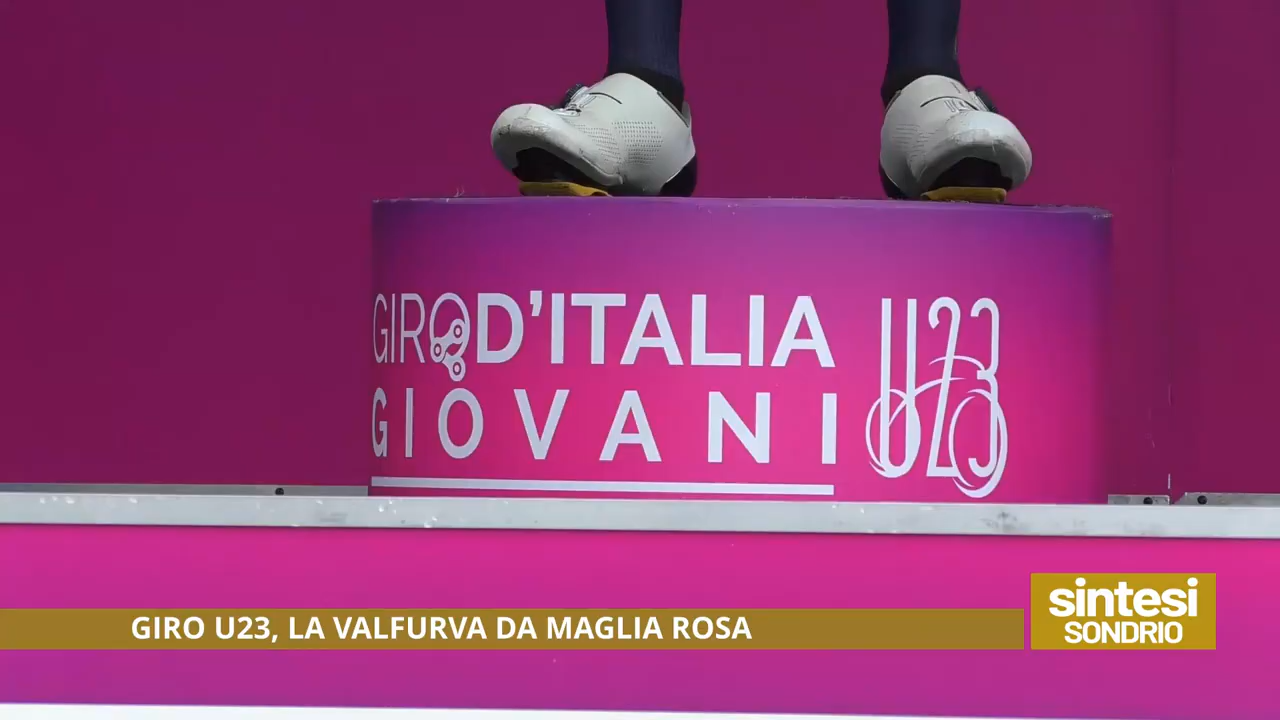 GIRO D'ITALIA
GIOVANI
U23
GIRO U23, LA VALFURVA DA MAGLIA ROSA
sintesi
SONDRIO